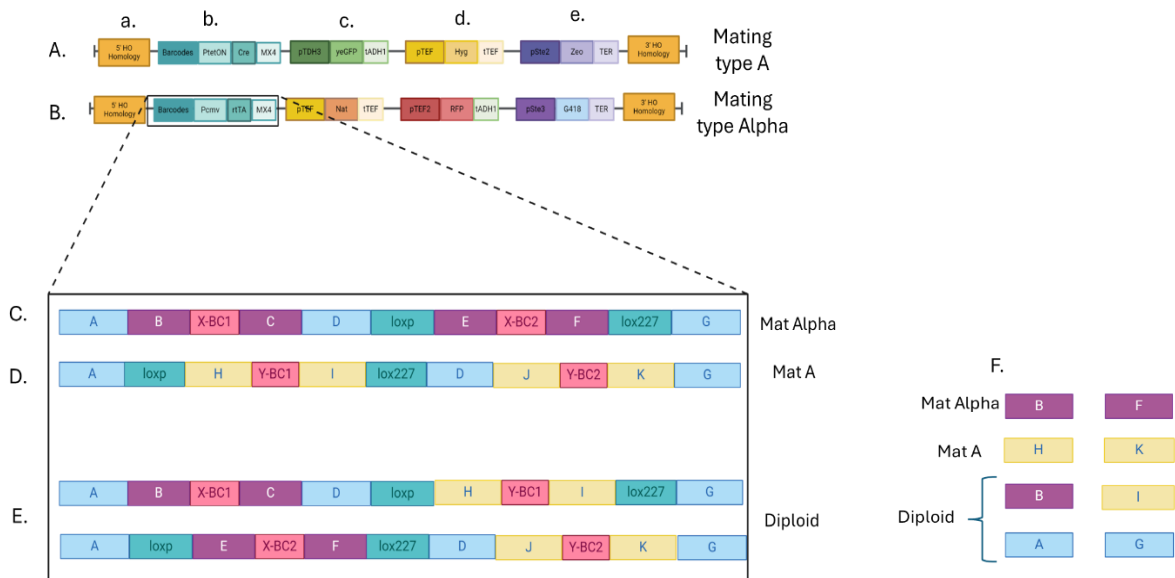 a. b. c. d. e.
A. 5' HO Homology Barcodes PtetON Cre MX4 pTDH3 yeGFP tADH1 pTEF Hyg tTEF pSte2 Zeo TER 3' HO Homology Mating type A
B. 5' HO Homology Barcodes Pcmv rtTA MX4 pTEF Nat tTEF pTEF2 RFP tADH1 pSte3 G418 TER 3' HO Homology Mating type Alpha
C. A B X-BC1 C D loxp E X-BC2 F lox227 G Mat Alpha
D. A loxp H Y-BC1 I lox227 D J Y-BC2 K G Mat A
E.
A B X-BC1 C D loxp H Y-BC1 I lox227 G
A loxp E X-BC2 F lox227 D J Y-BC2 K G
Diploid
F.
Mat Alpha B F
Mat A H K
Diploid
B I
A G